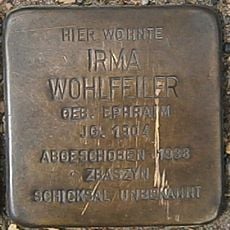 HIER WOHNTE
IRMA
WOHLFEILER
GEB. EPHRAIM
JG. 1904
ABGESCHOBEN 1938
ZBASZYN
SCHICKSAL UNBEKANNT